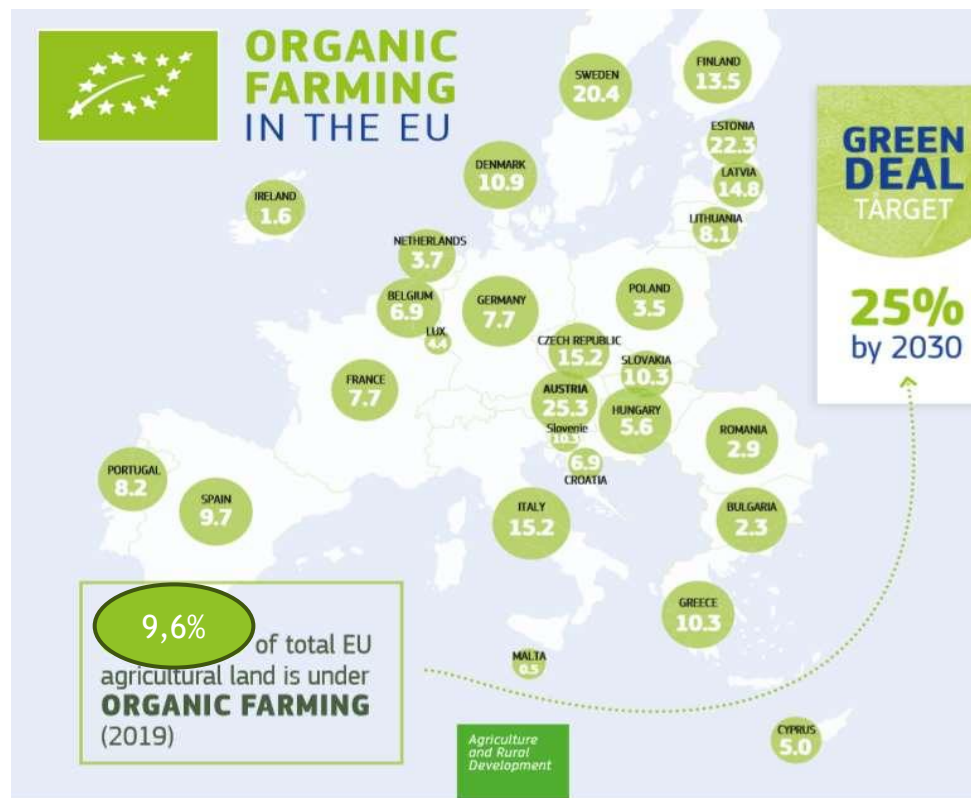 ORGANIC
FARMING
IN THE EU
SWEDEN
20.4
FINLAND
13.5
ESTONIA
22.3
LATVIA
14.8
LITHUANIA
8.1
DENMARK
10.9
IRELAND
1.6
NETHERLANDS
3.7
BELGIUM
6.9
LUX
4.4
GERMANY
7.7
POLAND
3.5
CZECH REPUBLIC
15.2
SLOVAKIA
10.3
AUSTRIA
25.3
HUNGARY
5.6
Slovenie
10.3
6.9
CROATIA
FRANCE
7.7
ROMANIA
2.9
BULGARIA
2.3
PORTUGAL
8.2
SPAIN
9.7
ITALY
15.2
GREECE
10.3
MALTA
0.5
CYPRUS
5.0
GREEN
DEAL
TARGET
25%
by 2030
9,6%
of total EU
agricultural land is under
ORGANIC FARMING
(2019)
Agriculture
and Rural
Development